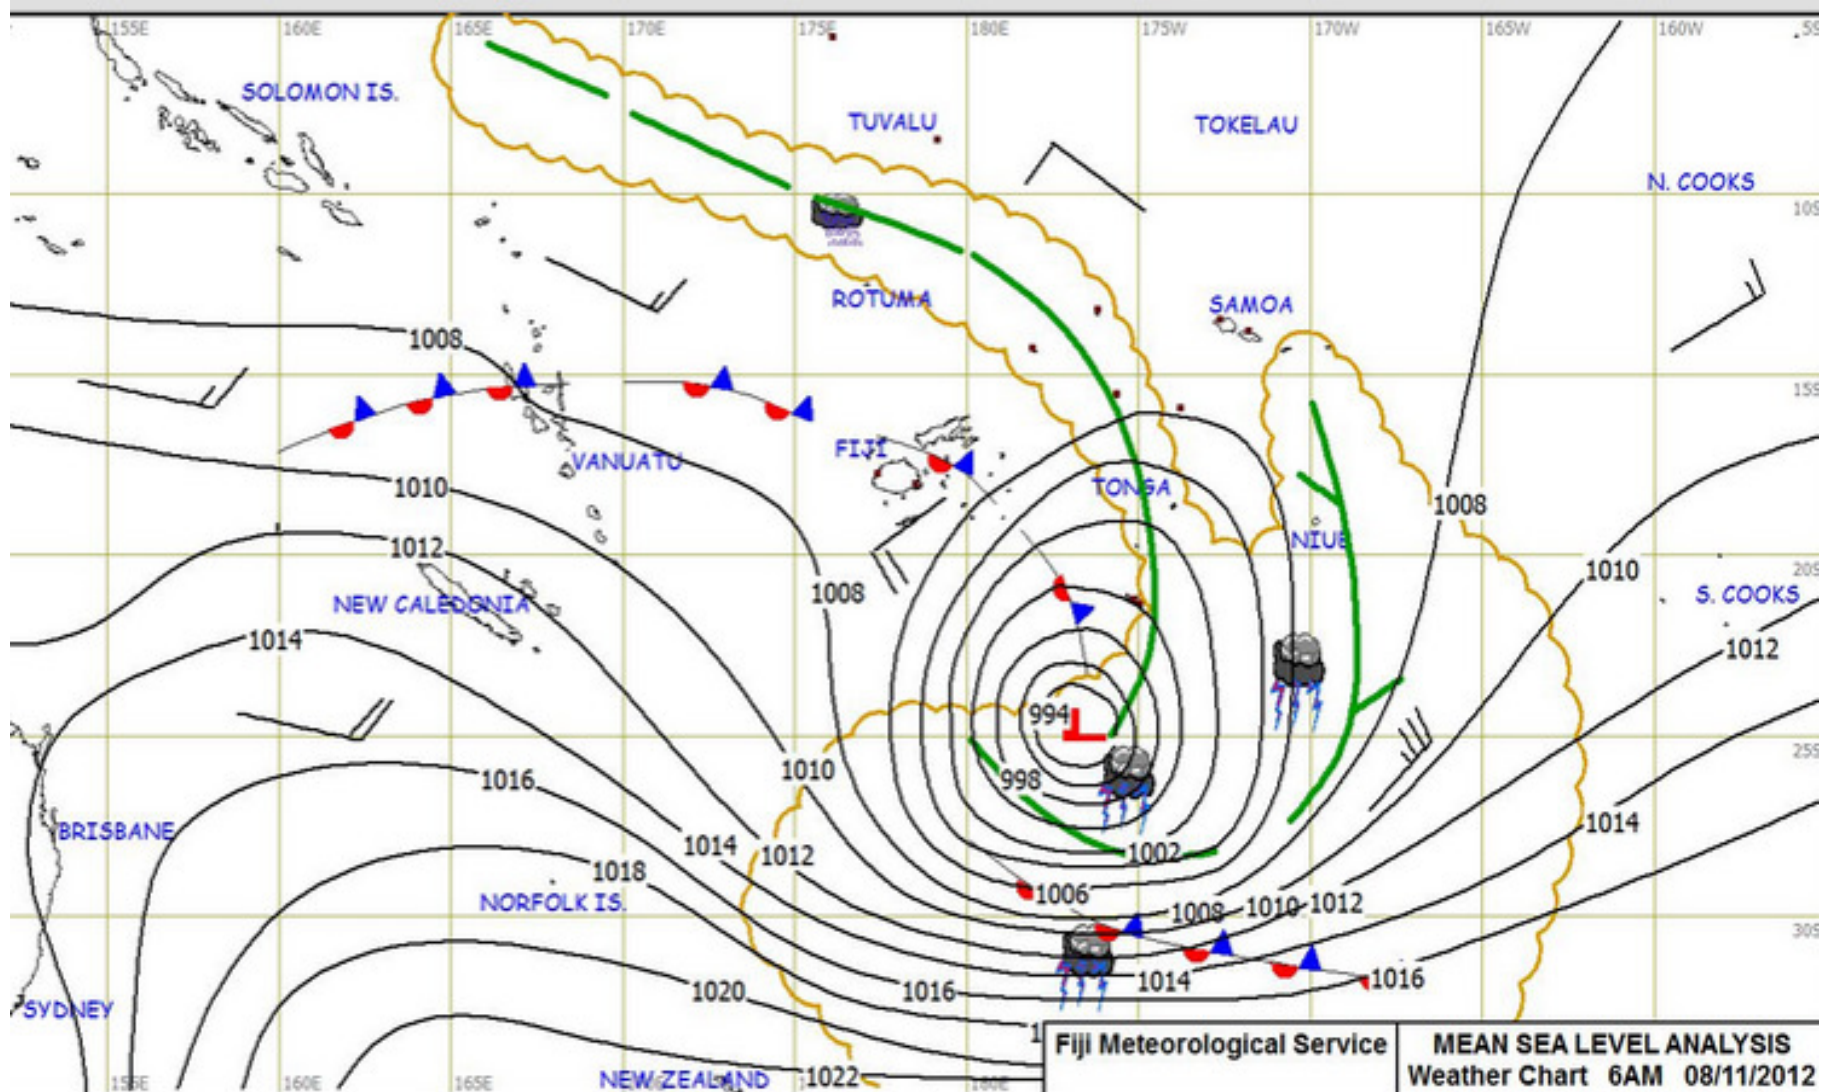 155E 160E 165E 170E 175E 180E 175W 170W 165W 160W 5S
SOLOMON IS.
TUVALU
TOKELAU
N. COOKS
10S
ROTUMA
SAMOA
1008
15S
FIJI
VANUATU
TONGA
1010
1008
NIUE
1012
1010
20S
1008
NEW CALEDONIA
S. COOKS
1014
1012
994
L
25S
1010
1016
998
BRISBANE
1014
1014
1012
1002
1018
1006
NORFOLK IS.
1008
1010
1012
30S
1016
1014
1020
1016
SYDNEY
Fiji Meteorological Service
MEAN SEA LEVEL ANALYSIS
Weather Chart 6AM 08/11/2012
1022
NEW ZEALAND
155E 160E 165E 180E